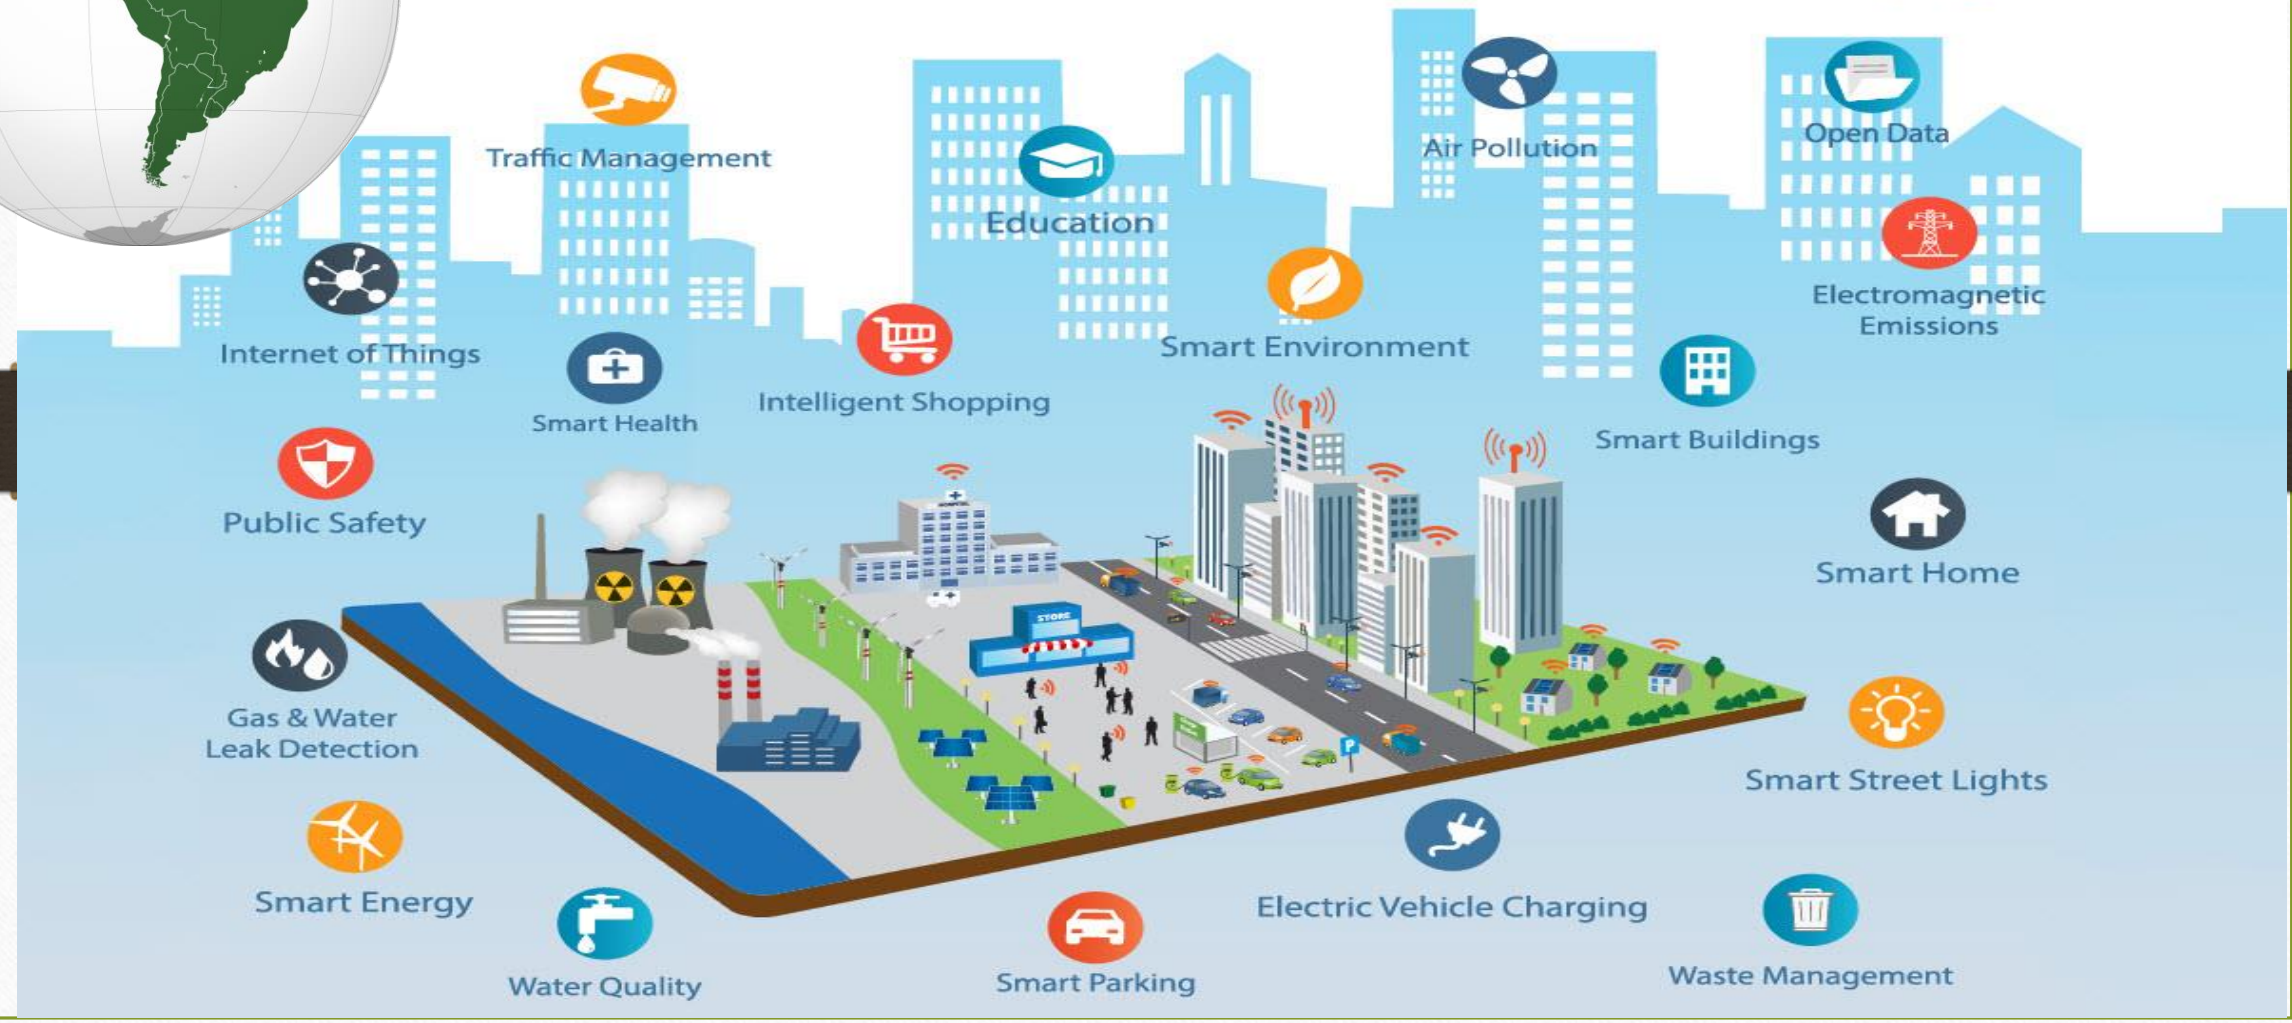 Traffic Management
Education
Air Pollution
Open Data
Internet of Things
Smart Health
Intelligent Shopping
Smart Environment
Electromagnetic
Emissions
Smart Buildings
Public Safety
HOSPITAL
Smart Home
STORE
Gas & Water
Leak Detection
P
Smart Street Lights
Smart Energy
Electric Vehicle Charging
Water Quality
Smart Parking
Waste Management